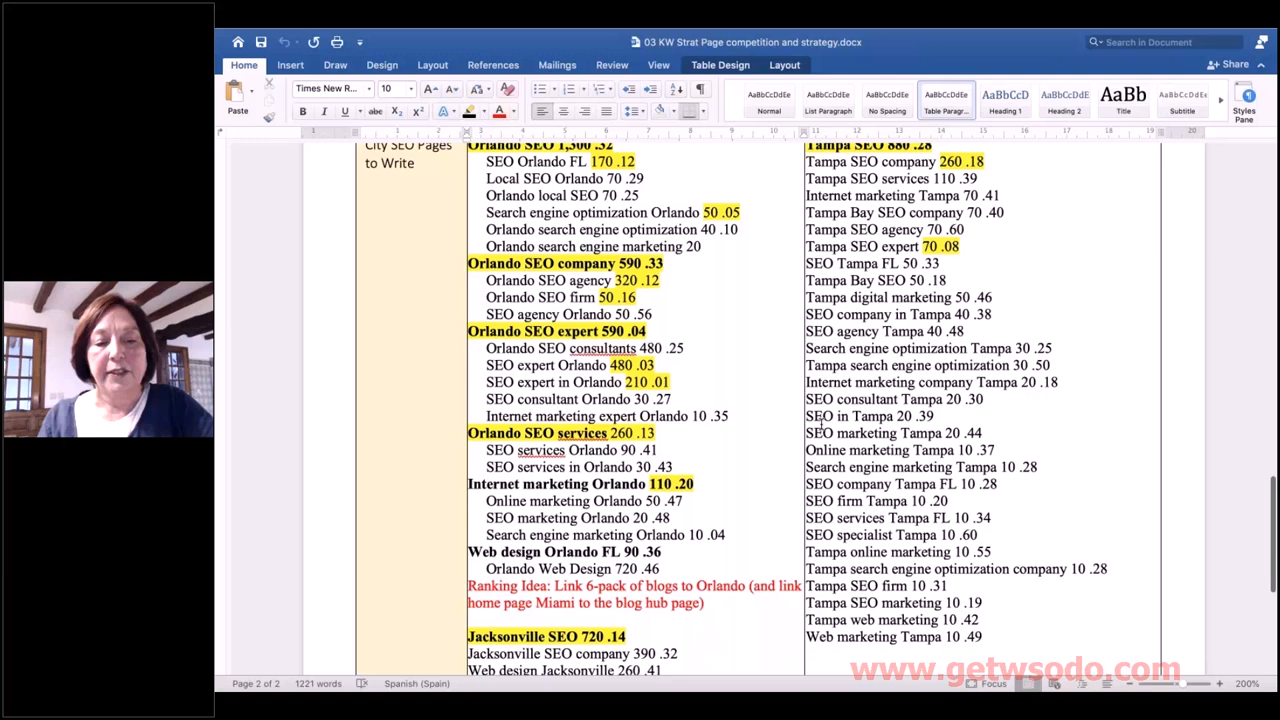 03 KW Strat Page competition and strategy.docx
Search in Document
Home Insert Draw Design Layout References Mailings Review View Table Design Layout
Share
Paste
Times New R...
10
AaBbCcDdEe AaBbCcDdEe AaBbCcDdEe AaBbCcDdEe AaBbCcD AaBbCcDdEe AaBb AaBbCcDdEe
Normal List Paragraph No Spacing Table Paragr... Heading 1 Heading 2 Title Subtitle
Styles
Pane
City SEO Pages
to Write
Orlando SEO 1,300 .32
SEO Orlando FL 170 .12
Local SEO Orlando 70 .29
Orlando local SEO 70 .25
Search engine optimization Orlando 50 .05
Orlando search engine optimization 40 .10
Orlando search engine marketing 20
Orlando SEO company 590 .33
Orlando SEO agency 320 .12
Orlando SEO firm 50 .16
SEO agency Orlando 50 .56
Orlando SEO expert 590 .04
Orlando SEO consultants 480 .25
SEO expert Orlando 480 .03
SEO expert in Orlando 210 .01
SEO consultant Orlando 30 .27
Internet marketing expert Orlando 10 .35
Orlando SEO services 260 .13
SEO services Orlando 90 .41
SEO services in Orlando 30 .43
Internet marketing Orlando 110 .20
Online marketing Orlando 50 .47
SEO marketing Orlando 20 .48
Search engine marketing Orlando 10 .04
Web design Orlando FL 90 .36
Orlando Web Design 720 .46
Ranking Idea: Link 6-pack of blogs to Orlando (and link
home page Miami to the blog hub page)
Jacksonville SEO 720 .14
Jacksonville SEO company 390 .32
Web design Jacksonville 260 .41
Tampa SEO 880 .28
Tampa SEO company 260 .18
Tampa SEO services 110 .39
Internet marketing Tampa 70 .41
Tampa Bay SEO company 70 .40
Tampa SEO agency 70 .60
Tampa SEO expert 70 .08
SEO Tampa FL 50 .33
Tampa Bay SEO 50 .18
Tampa digital marketing 50 .46
SEO company in Tampa 40 .38
SEO agency Tampa 40 .48
Search engine optimization Tampa 30 .25
Tampa search engine optimization 30 .50
Internet marketing company Tampa 20 .18
SEO consultant Tampa 20 .30
SEO in Tampa 20 .39
SEO marketing Tampa 20 .44
Online marketing Tampa 10 .37
Search engine marketing Tampa 10 .28
SEO company Tampa FL 10 .28
SEO firm Tampa 10 .20
SEO services Tampa FL 10 .34
SEO specialist Tampa 10 .60
Tampa online marketing 10 .55
Tampa search engine optimization company 10 .28
Tampa SEO firm 10 .31
Tampa SEO marketing 10 .19
Tampa web marketing 10 .42
Web marketing Tampa 10 .49
www.getwsodo.com
Page 2 of 2 1221 words Spanish (Spain) Focus 200%